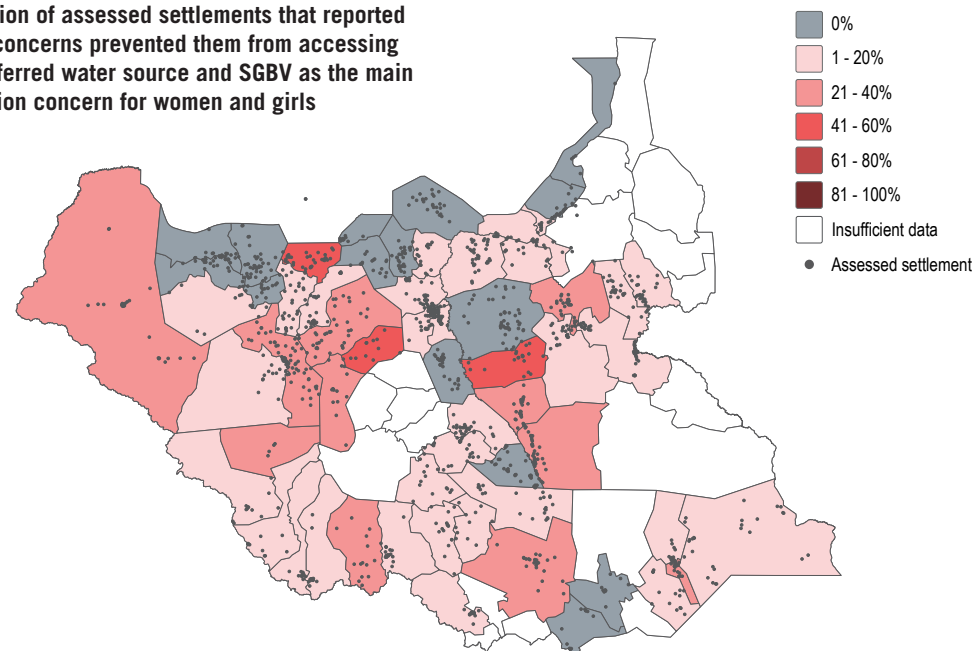 ion of assessed settlements that reported
concerns prevented them from accessing
ferred water source and SGBV as the main
ion concern for women and girls
0%
1 - 20%
21 - 40%
41 - 60%
61 - 80%
81 - 100%
Insufficient data
Assessed settlement